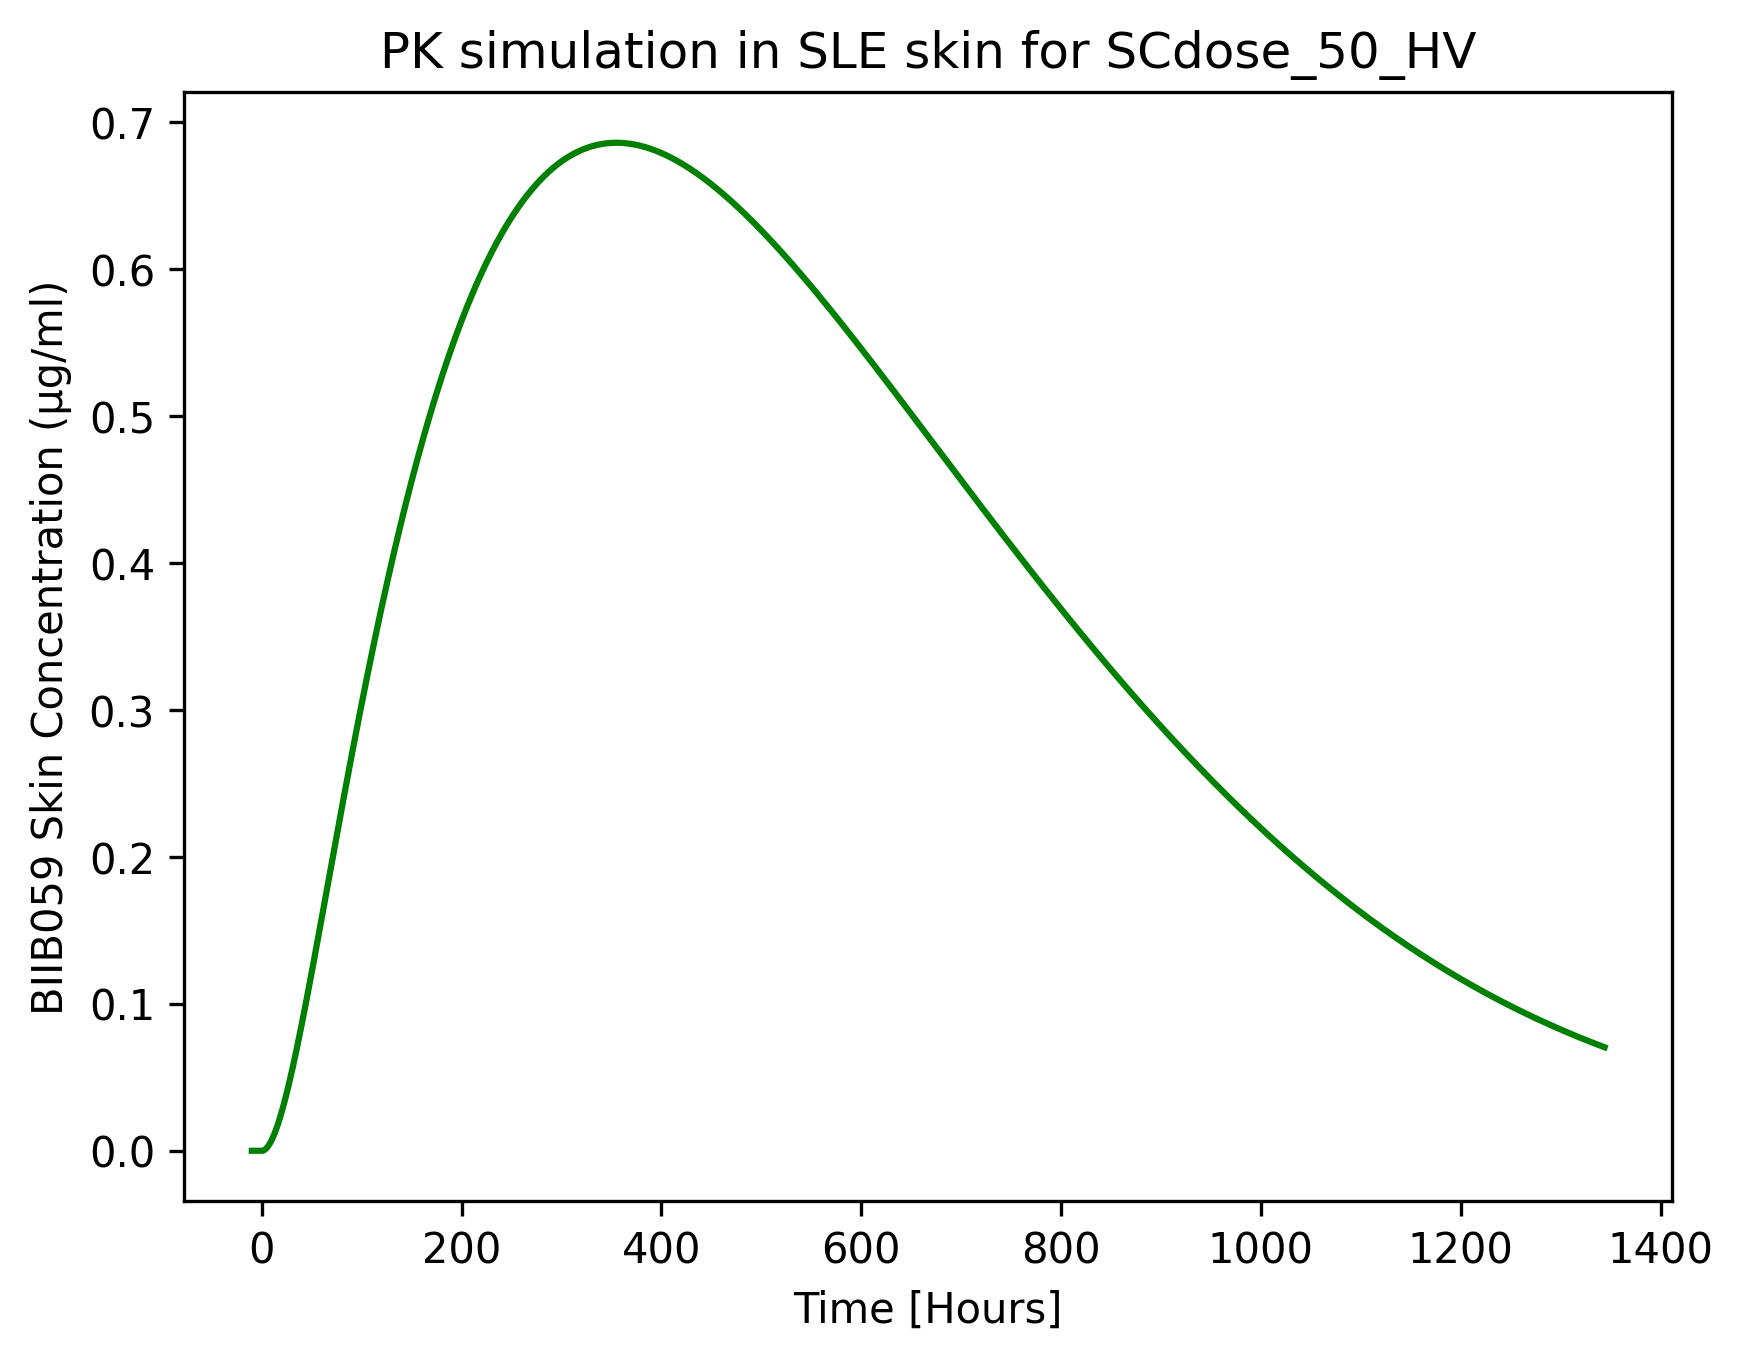 PK simulation in SLE skin for SCdose_50_HV
BIIB059 Skin Concentration (µg/ml)
0.7
0.6
0.5
0.4
0.3
0.2
0.1
0.0
0 200 400 600 800 1000 1200 1400
Time [Hours]